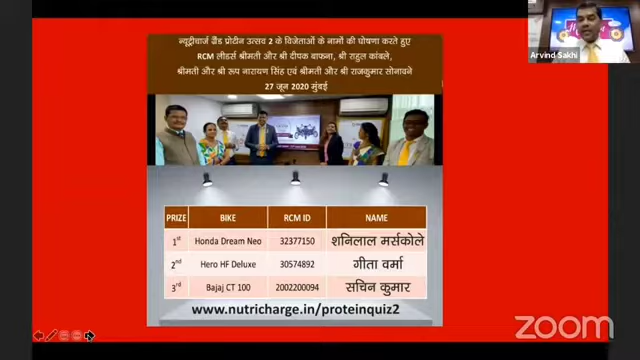 न्यूट्रीचार्ज ब्रैंड प्रोटीन उत्सव 2 के विजेताओं के नामों की घोषणा करते हुए
RCM लीडर्स श्रीमती और श्री दीपक बाफना, श्री राहुल कांबले,
श्रीमती और श्री रूप नारायण सिंह एवं श्रीमती और श्री राजकुमार सोनावने
27 जून 2020 मुंबई
Arvind Sakhi
PRIZE BIKE RCM ID NAME
1st Honda Dream Neo 32377150 शनिलाल मर्सकोले
2nd Hero HF Deluxe 30574892 गीता वर्मा
3rd Bajaj CT 100 2002200094 सचिन कुमार
www.nutricharge.in/proteinquiz2
zoom